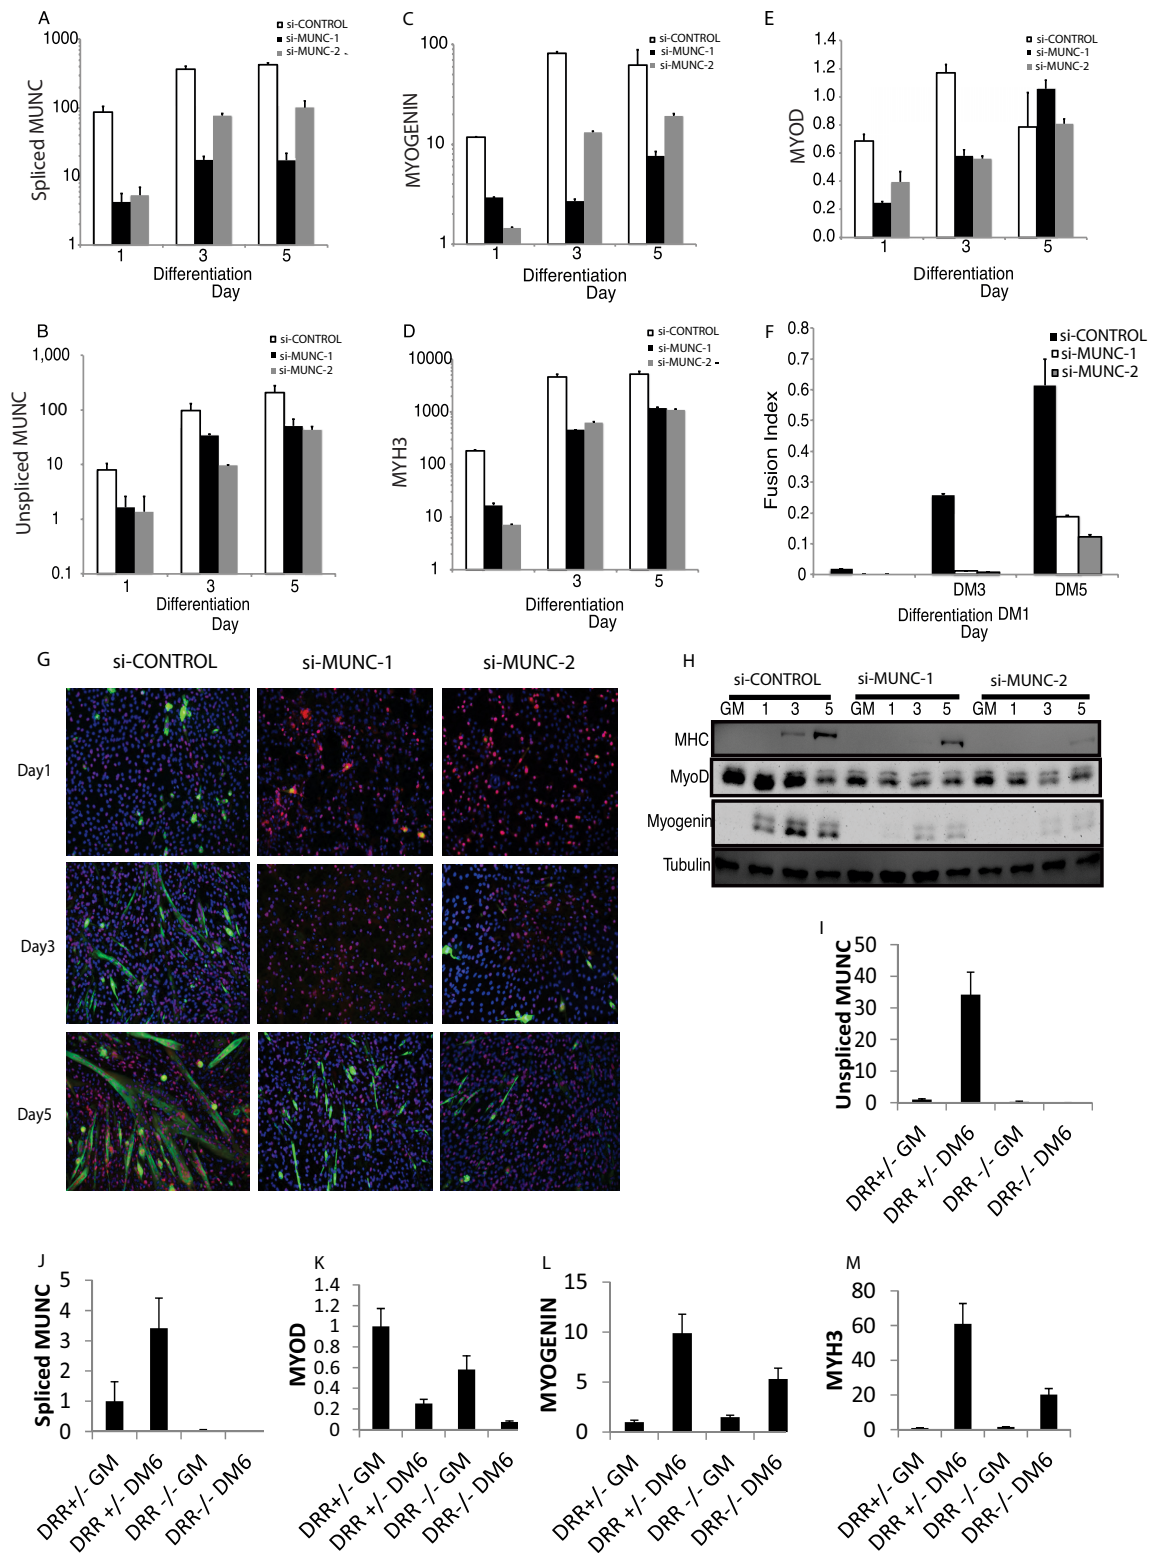 A
si-CONTROL
si-MUNC-1
si-MUNC-2
Spliced MUNC
1000
100
10
1
1 3 5
Differentiation
Day
C
si-CONTROL
si-MUNC-1
si-MUNC-2
MYOGENIN
100
10
1
1 3 5
Differentiation
Day
E
si-CONTROL
si-MUNC-1
si-MUNC-2
MYOD
1.4
1.2
1.0
0.8
0.6
0.4
0.2
0.0
1 3 5
Differentiation
Day
B
si-CONTROL
si-MUNC-1
si-MUNC-2
Unspliced MUNC
1,000
100
10
1
0.1
1 3 5
Differentiation
Day
D
si-CONTROL
si-MUNC-1
si-MUNC-2
MYH3
10000
1000
100
10
1
3 5
Differentiation
Day
F
si-CONTROL
si-MUNC-1
si-MUNC-2
Fusion Index
0.8
0.7
0.6
0.5
0.4
0.3
0.2
0.1
0
DM3 DM5
Differentiation DM1
Day
G
si-CONTROL si-MUNC-1 si-MUNC-2
Day1
Day3
Day5
H
si-CONTROL si-MUNC-1 si-MUNC-2
GM 1 3 5 GM 1 3 5 GM 1 3 5
MHC
MyoD
Myogenin
Tubulin
I
Unspliced MUNC
50
40
30
20
10
0
DRR+/- GM
DRR +/- DM6
DRR -/- GM
DRR-/- DM6
J
Spliced MUNC
5
4
3
2
1
0
DRR+/- GM
DRR +/- DM6
DRR -/- GM
DRR-/- DM6
K
MYOD
1.4
1.2
1
0.8
0.6
0.4
0.2
0
DRR+/- GM
DRR +/- DM6
DRR -/- GM
DRR-/- DM6
L
MYOGENIN
15
10
5
0
DRR+/- GM
DRR +/- DM6
DRR -/- GM
DRR-/- DM6
M
MYH3
80
60
40
20
0
DRR+/- GM
DRR +/- DM6
DRR -/- GM
DRR-/- DM6